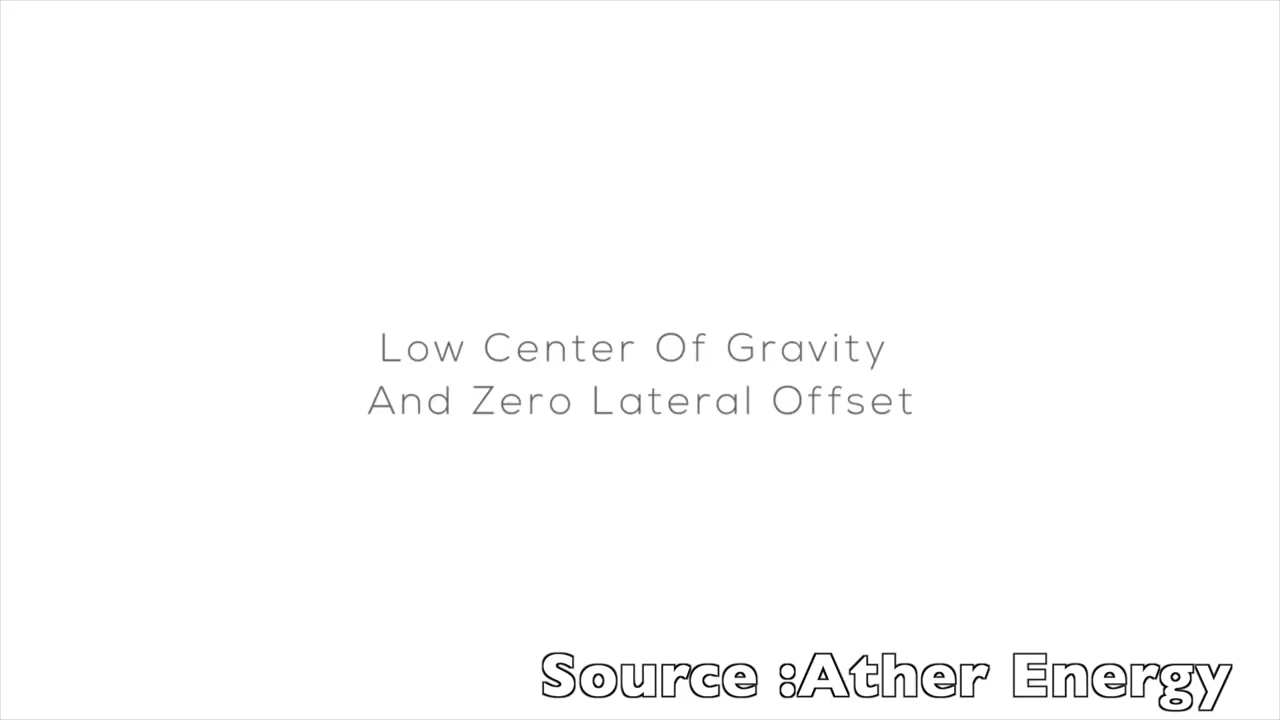 Low Center Of Gravity
And Zero Lateral Offset
Source :Ather Energy